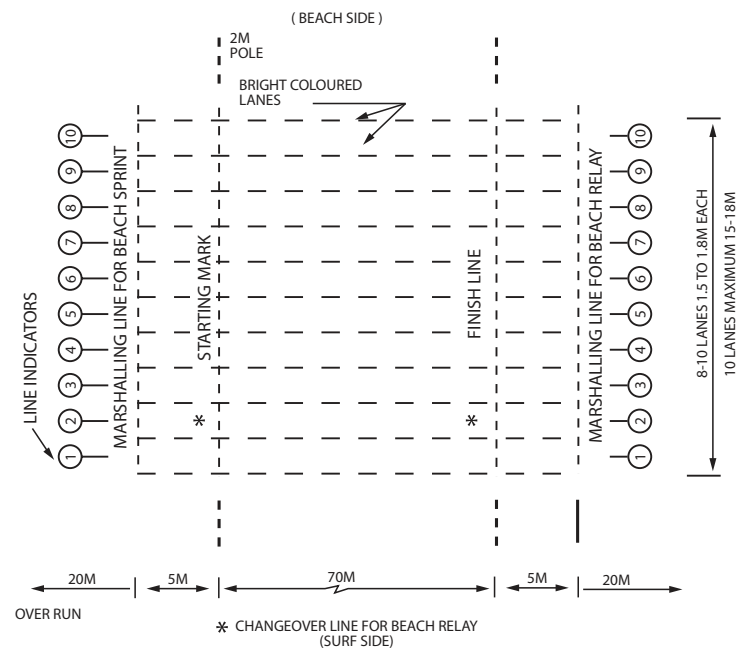 ( BEACH SIDE )
2M
POLE
BRIGHT COLOURED
LANES
10
9
8
7
6
5
4
3
2
1
LINE INDICATORS
MARSHALLING LINE FOR BEACH SPRINT
STARTING MARK
*
FINISH LINE
*
MARSHALLING LINE FOR BEACH RELAY
10
9
8
7
6
5
4
3
2
1
8-10 LANES 1.5 TO 1.8M EACH
10 LANES MAXIMUM 15-18M
20M
5M
70M
5M
20M
OVER RUN
* CHANGEOVER LINE FOR BEACH RELAY
(SURF SIDE)